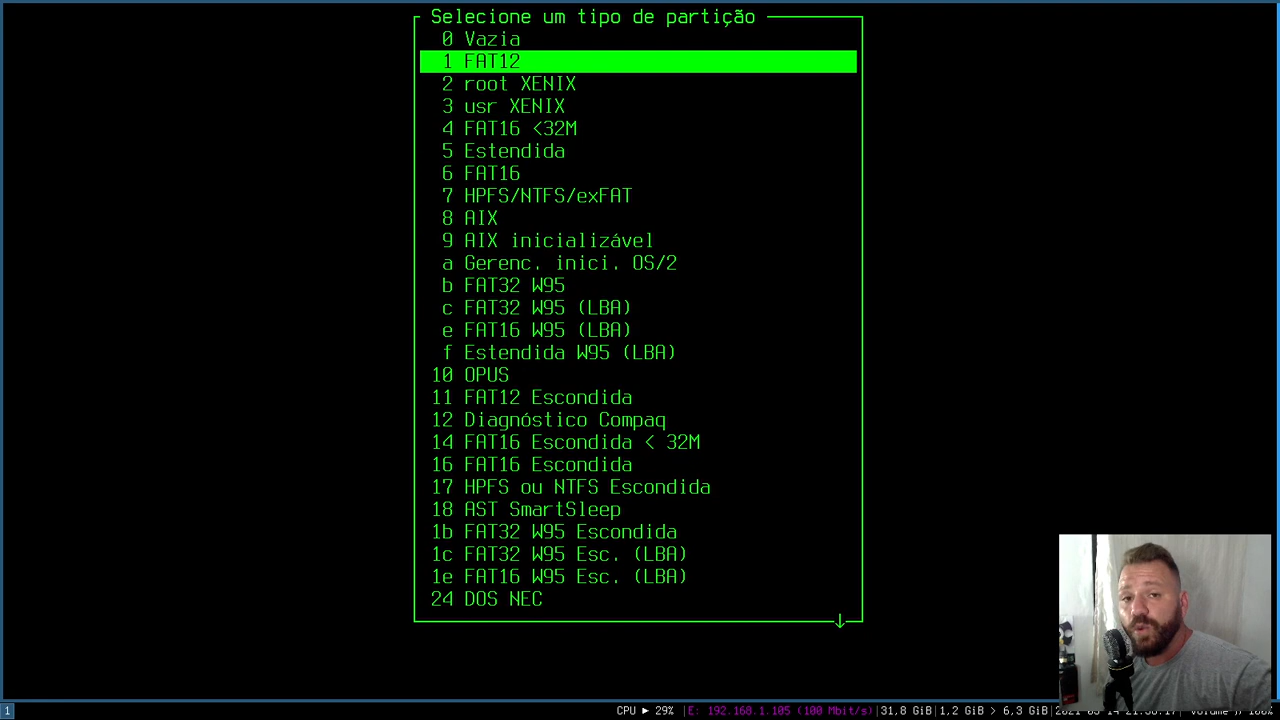 Selecione um tipo de partição
0 Vazia
1 FAT12
2 root XENIX
3 usr XENIX
4 FAT16 <32M
5 Estendida
6 FAT16
7 HPFS/NTFS/exFAT
8 AIX
9 AIX inicializável
a Gerenc. inici. OS/2
b FAT32 W95
c FAT32 W95 (LBA)
e FAT16 W95 (LBA)
f Estendida W95 (LBA)
10 OPUS
11 FAT12 Escondida
12 Diagnóstico Compaq
14 FAT16 Escondida < 32M
16 FAT16 Escondida
17 HPFS ou NTFS Escondida
18 AST SmartSleep
1b FAT32 W95 Escondida
1c FAT32 W95 Esc. (LBA)
1e FAT16 W95 Esc. (LBA)
24 DOS NEC
↓
1 CPU ► 29% |E: 192.168.1.105 (100 Mbit/s)|31,8 GiB|1,2 GiB > 6,3 GiB|